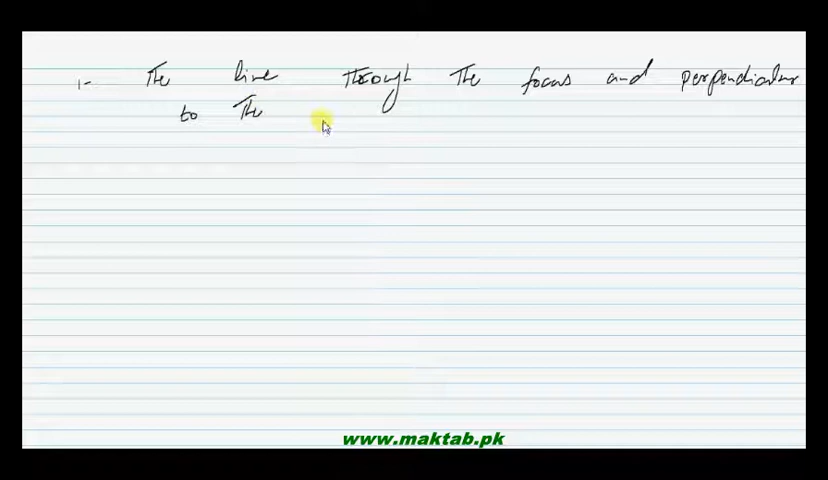 1- The line through the focus and perpendicular
to the
www.maktab.pk